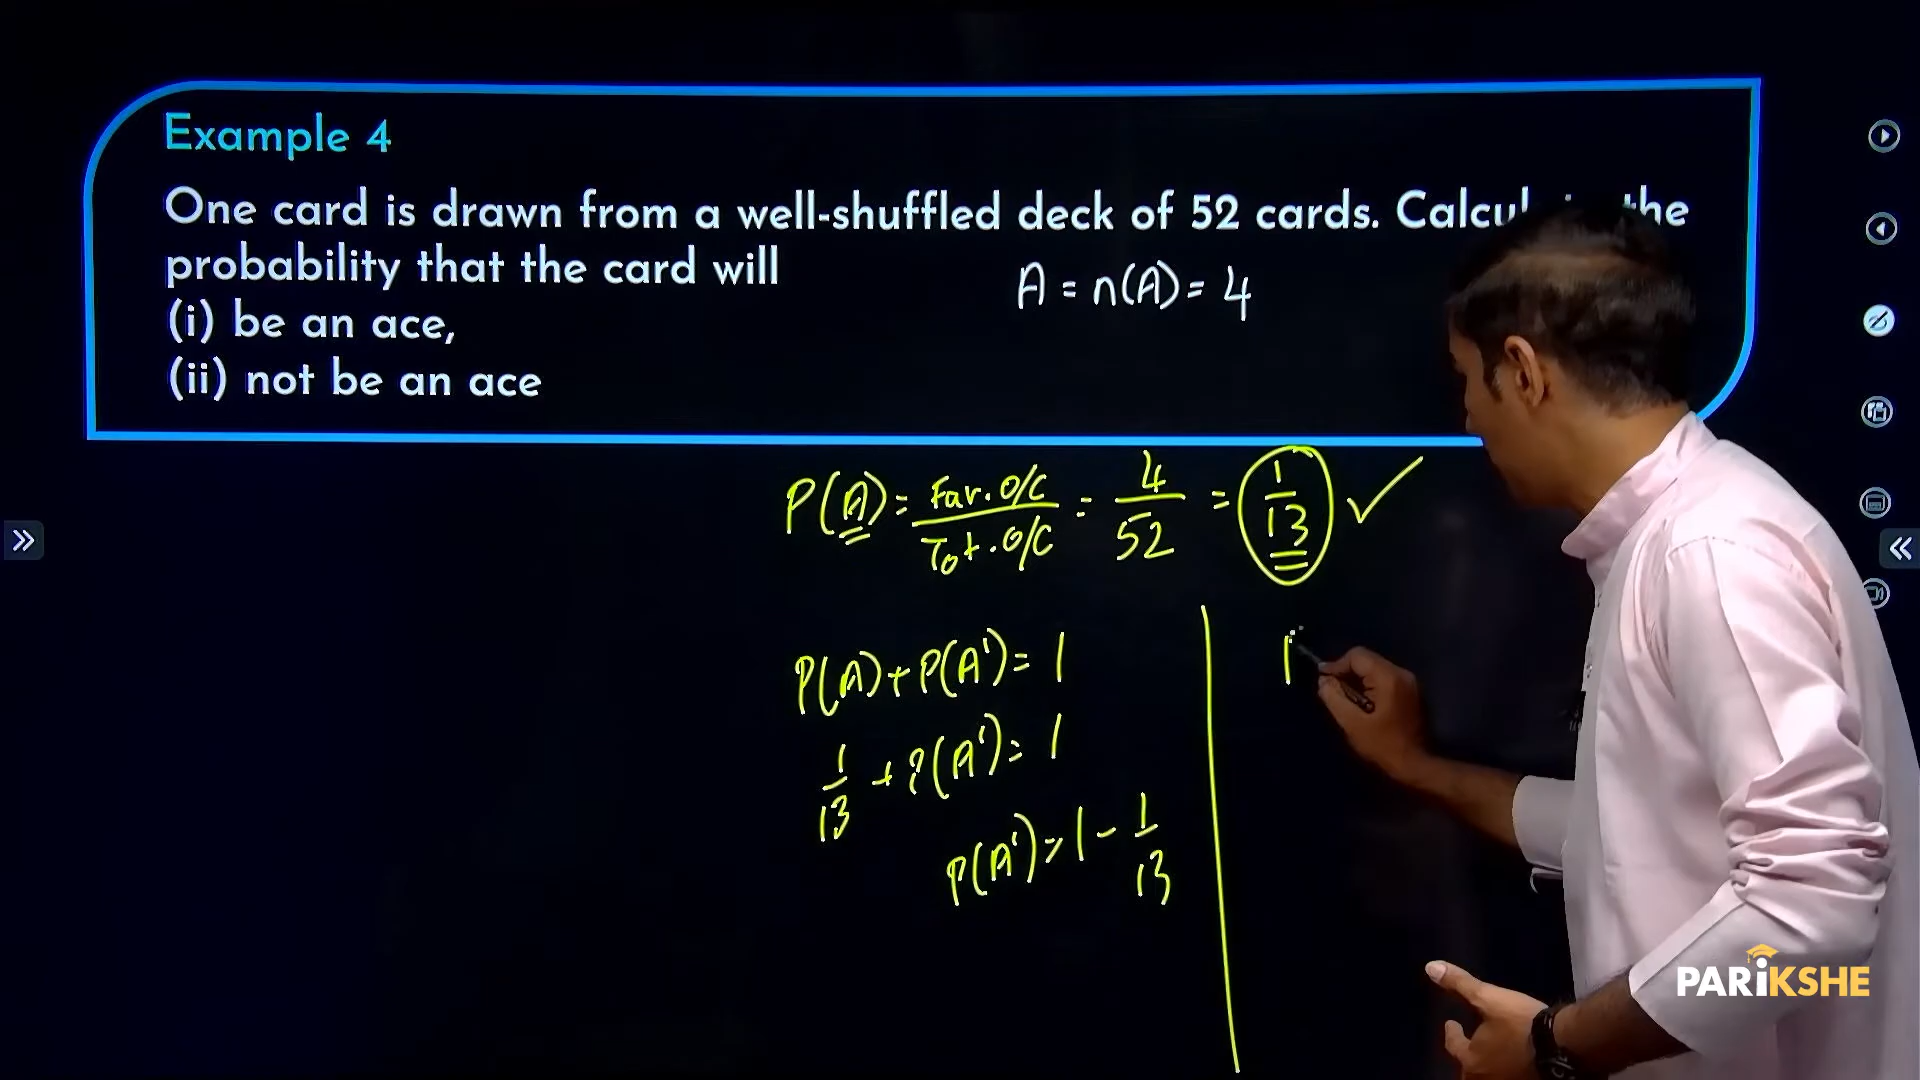 Example 4
One card is drawn from a well-shuffled deck of 52 cards. the
probability that the card will
A = n(A) = 4
(i) be an ace,
(ii) not be an ace
P(A) = Fav. O/C / Tot. O/C = 4/52 = 1/13 ✓
P(A) + P(A') = 1
1/13 + P(A') = 1
P(A') = 1 - 1/13
PARiKSHE